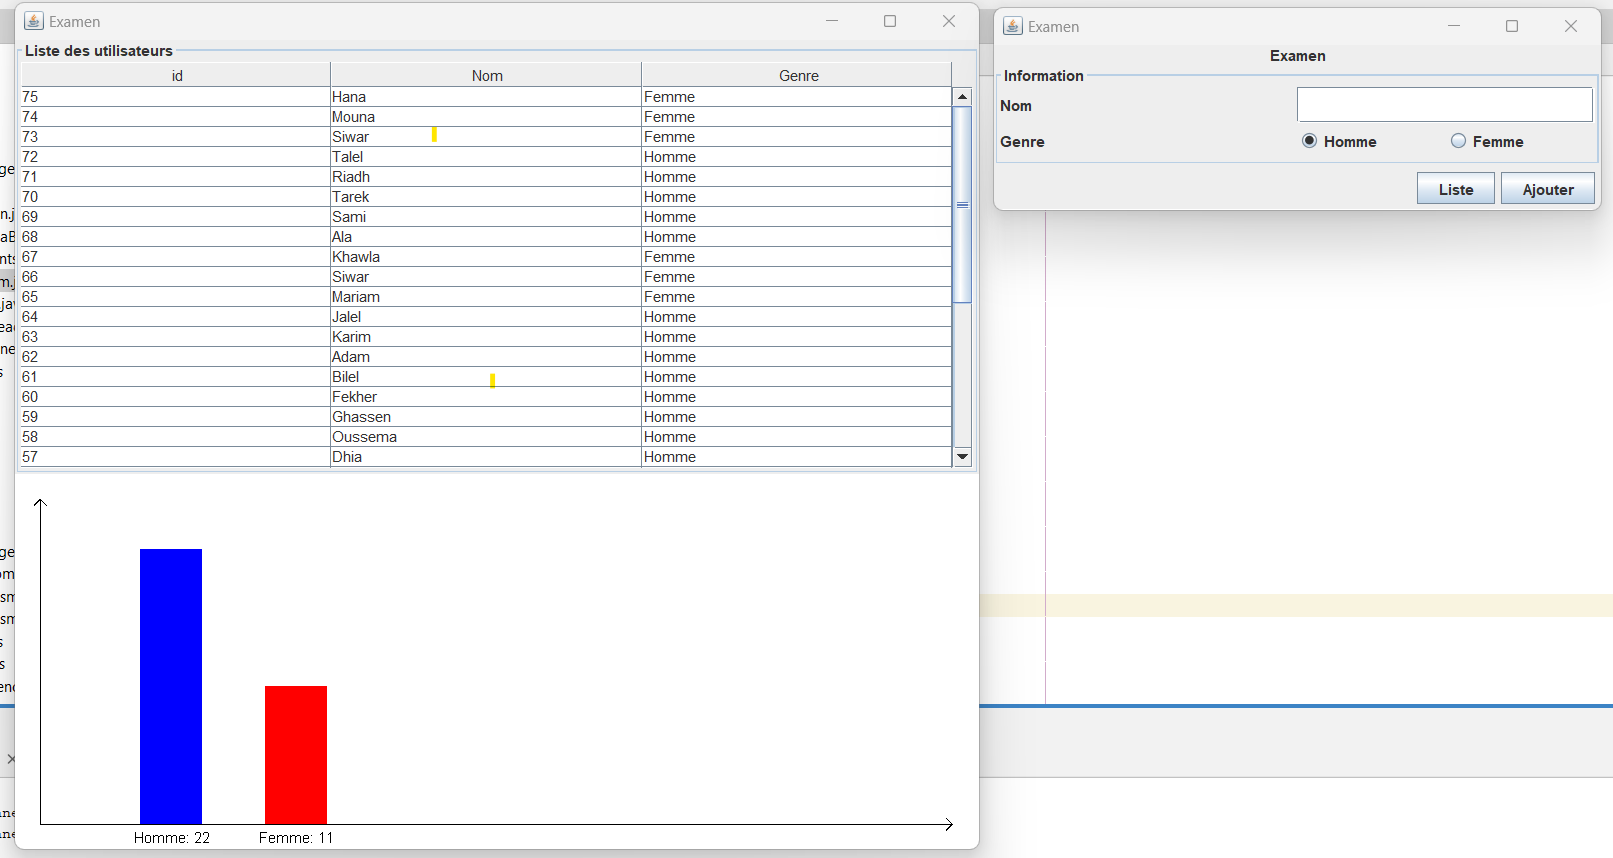 Examen
Liste des utilisateurs
id Nom Genre
75 Hana Femme
74 Mouna Femme
73 Siwar Femme
72 Talel Homme
71 Riadh Homme
70 Tarek Homme
69 Sami Homme
68 Ala Homme
67 Khawla Femme
66 Siwar Femme
65 Mariam Femme
64 Jalel Homme
63 Karim Homme
62 Adam Homme
61 Bilel Homme
60 Fekher Homme
59 Ghassen Homme
58 Oussema Homme
57 Dhia Homme
Homme: 22 Femme: 11
Examen
Examen
Information
Nom
Genre Homme Femme
Liste Ajouter